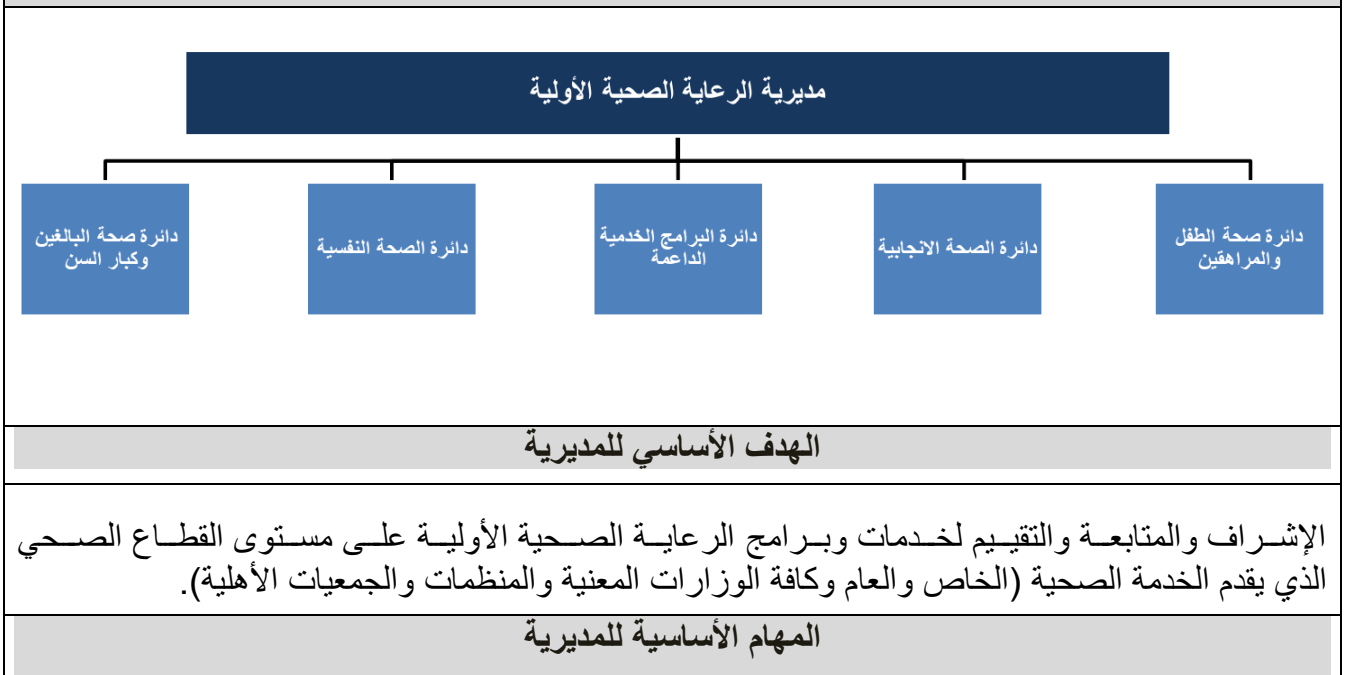 مديرية الرعاية الصحية الأولية
دائرة صحة الطفل
والمراهقين
دائرة الصحة الانجابية
دائرة البرامج الخدمية
الداعمة
دائرة الصحة النفسية
دائرة صحة البالغين
وكبار السن
الهدف الأساسي للمديرية
الإشراف والمتابعة والتقييم لخدمات وبرامج الرعاية الصحية الأولية على مستوى القطاع الصحي
الذي يقدم الخدمة الصحية (الخاص والعام وكافة الوزارات المعنية والمنظمات والجمعيات الأهلية).
المهام الأساسية للمديرية